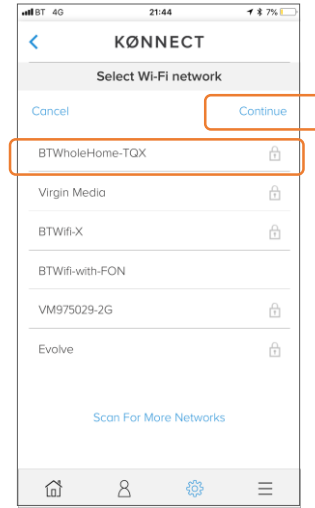 BT 4G 21:44 7%
KØNNECT
Select Wi-Fi network
Cancel Continue
BTWholeHome-TQX
Virgin Media
BTWifi-X
BTWifi-with-FON
VM975029-2G
Evolve
Scan For More Networks